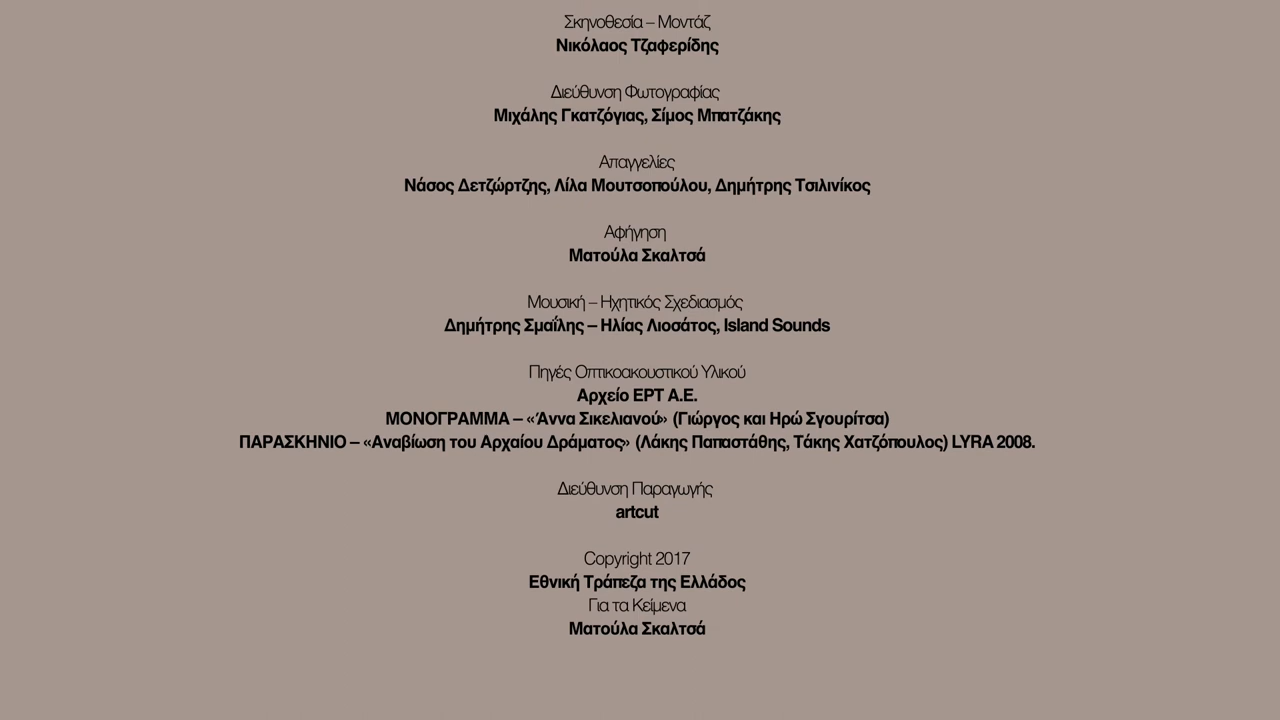 Σκηνοθεσία – Μοντάζ
Νικόλαος Τζαφερίδης
Διεύθυνση Φωτογραφίας
Μιχάλης Γκατζόγιας, Σίμος Μπατζάκης
Απαγγελίες
Νάσος Δετζώρτζης, Λίλα Μουτσοπούλου, Δημήτρης Τσιλινίκος
Αφήγηση
Ματούλα Σκαλτσά
Μουσική – Ηχητικός Σχεδιασμός
Δημήτρης Σμαΐλης – Ηλίας Λιοσάτος, Island Sounds
Πηγές Οπτικοακουστικού Υλικού
Αρχείο ΕΡΤ Α.Ε.
ΜΟΝΟΓΡΑΜΜΑ – «Άννα Σικελιανού» (Γιώργος και Ηρώ Σγουρίτσα)
ΠΑΡΑΣΚΗΝΙΟ – «Αναβίωση του Αρχαίου Δράματος» (Λάκης Παπαστάθης, Τάκης Χατζόπουλος) LYRA 2008.
Διεύθυνση Παραγωγής
artcut
Copyright 2017
Εθνική Τράπεζα της Ελλάδος
Για τα Κείμενα
Ματούλα Σκαλτσά